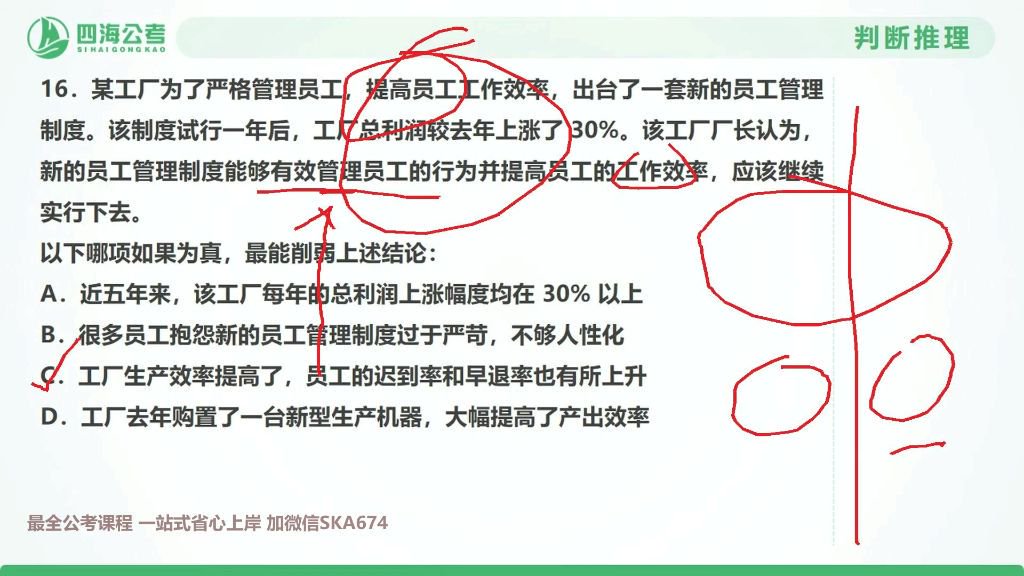 四海公考
SIHAIGONGKAO
判断推理
16．某工厂为了严格管理员工，提高员工工作效率，出台了一套新的员工管理
制度。该制度试行一年后，工厂总利润较去年上涨了 30%。该工厂厂长认为，
新的员工管理制度能够有效管理员工的行为并提高员工的工作效率，应该继续
实行下去。
以下哪项如果为真，最能削弱上述结论：
A．近五年来，该工厂每年的总利润上涨幅度均在 30% 以上
B．很多员工抱怨新的员工管理制度过于严苛，不够人性化
C．工厂生产效率提高了，员工的迟到率和早退率也有所上升
D．工厂去年购置了一台新型生产机器，大幅提高了产出效率
最全公考课程 一站式省心上岸 加微信SKA674